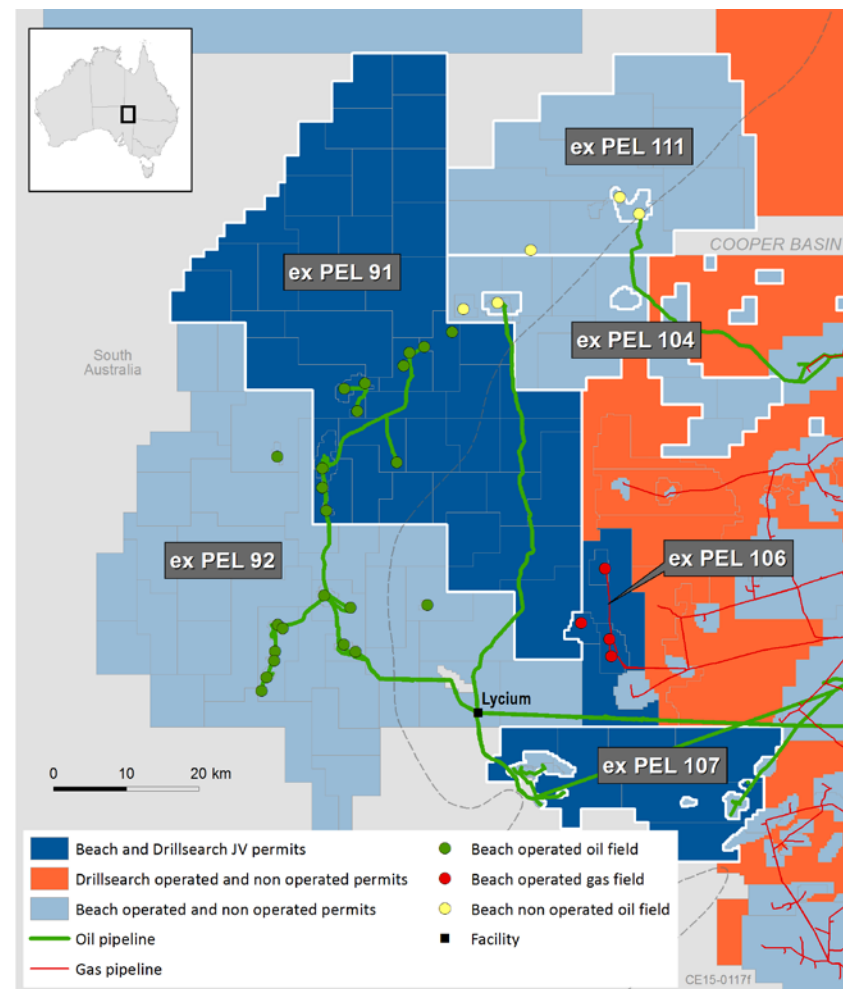 ex PEL 111
COOPER BASIN
ex PEL 91
ex PEL 104
South
Australia
ex PEL 92
ex PEL 106
Lycium
ex PEL 107
0 10 20 km
Beach and Drillsearch JV permits
Drillsearch operated and non operated permits
Beach operated and non operated permits
Oil pipeline
Gas pipeline
Beach operated oil field
Beach operated gas field
Beach non operated oil field
Facility
CE15-0117f